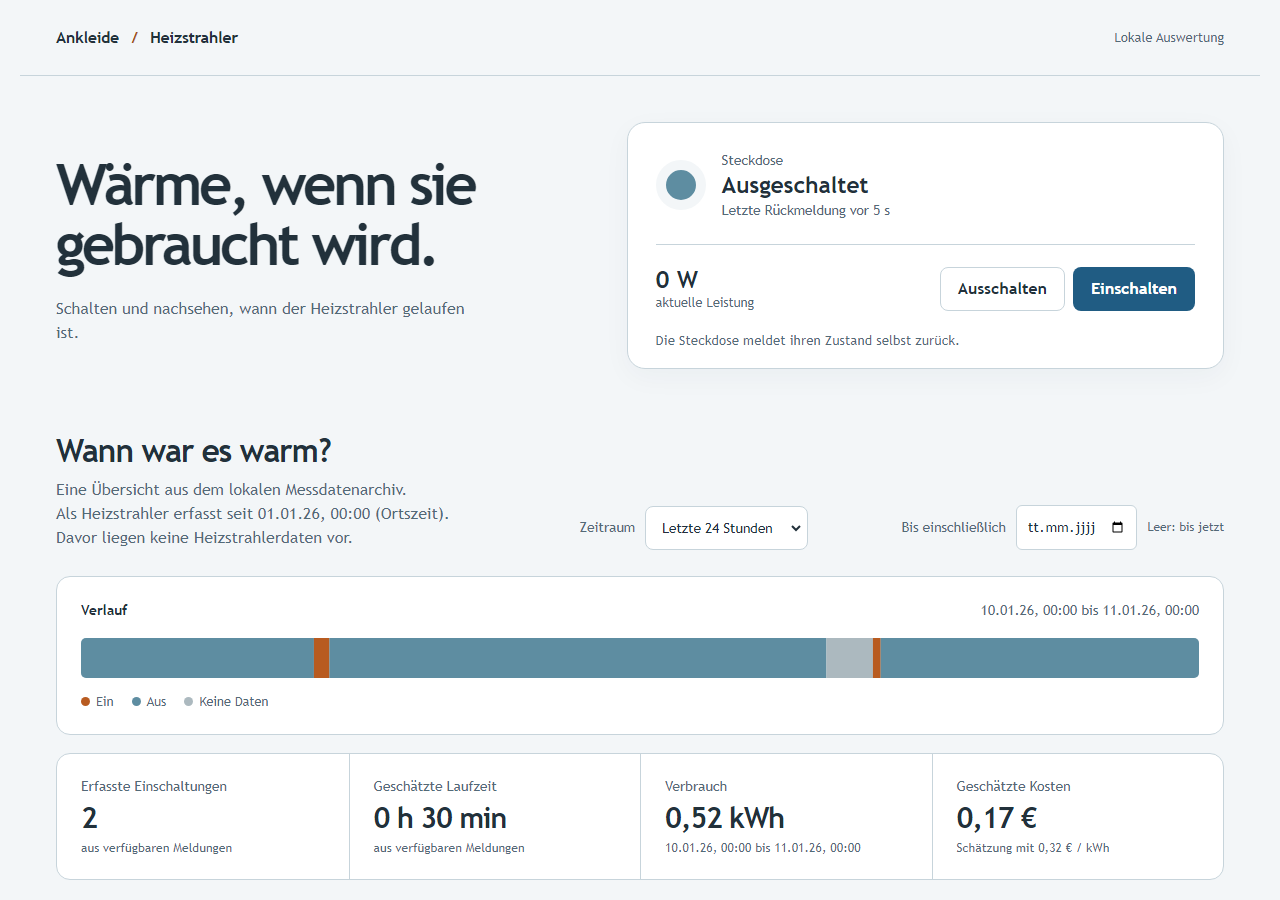 Ankleide / Heizstrahler
Lokale Auswertung
Wärme, wenn sie
gebraucht wird.
Schalten und nachsehen, wann der Heizstrahler gelaufen
ist.
Steckdose
Ausgeschaltet
Letzte Rückmeldung vor 5 s
0 W
aktuelle Leistung
Ausschalten
Einschalten
Die Steckdose meldet ihren Zustand selbst zurück.
Wann war es warm?
Eine Übersicht aus dem lokalen Messdatenarchiv.
Als Heizstrahler erfasst seit 01.01.26, 00:00 (Ortszeit).
Davor liegen keine Heizstrahlerdaten vor.
Zeitraum
Letzte 24 Stunden
Bis einschließlich
tt.mm.jjjj
Leer: bis jetzt
Verlauf
10.01.26, 00:00 bis 11.01.26, 00:00
Ein
Aus
Keine Daten
Erfasste Einschaltungen
2
aus verfügbaren Meldungen
Geschätzte Laufzeit
0 h 30 min
aus verfügbaren Meldungen
Verbrauch
0,52 kWh
10.01.26, 00:00 bis 11.01.26, 00:00
Geschätzte Kosten
0,17 €
Schätzung mit 0,32 € / kWh